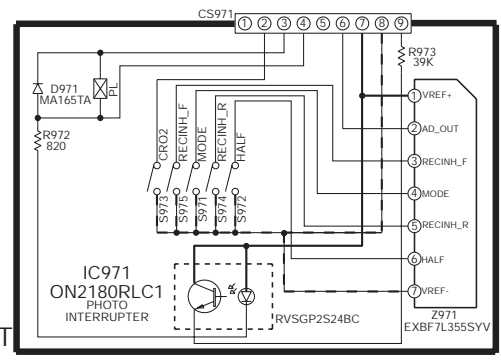 CS971
1 2 3 4 5 6 7 8 9
R973
39K
D971
MA165TA
PL
R972
820
CRO2
RECINH_F
MODE
RECINH_R
HALF
S973
S975
S971
S974
S972
1 VREF+
2 AD_OUT
3 RECINH_F
4 MODE
5 RECINH_R
6 HALF
7 VREF-
Z971
EXBF7L355SYV
IC971
ON2180RLC1
PHOTO
INTERRUPTER
RVSGP2S24BC
T